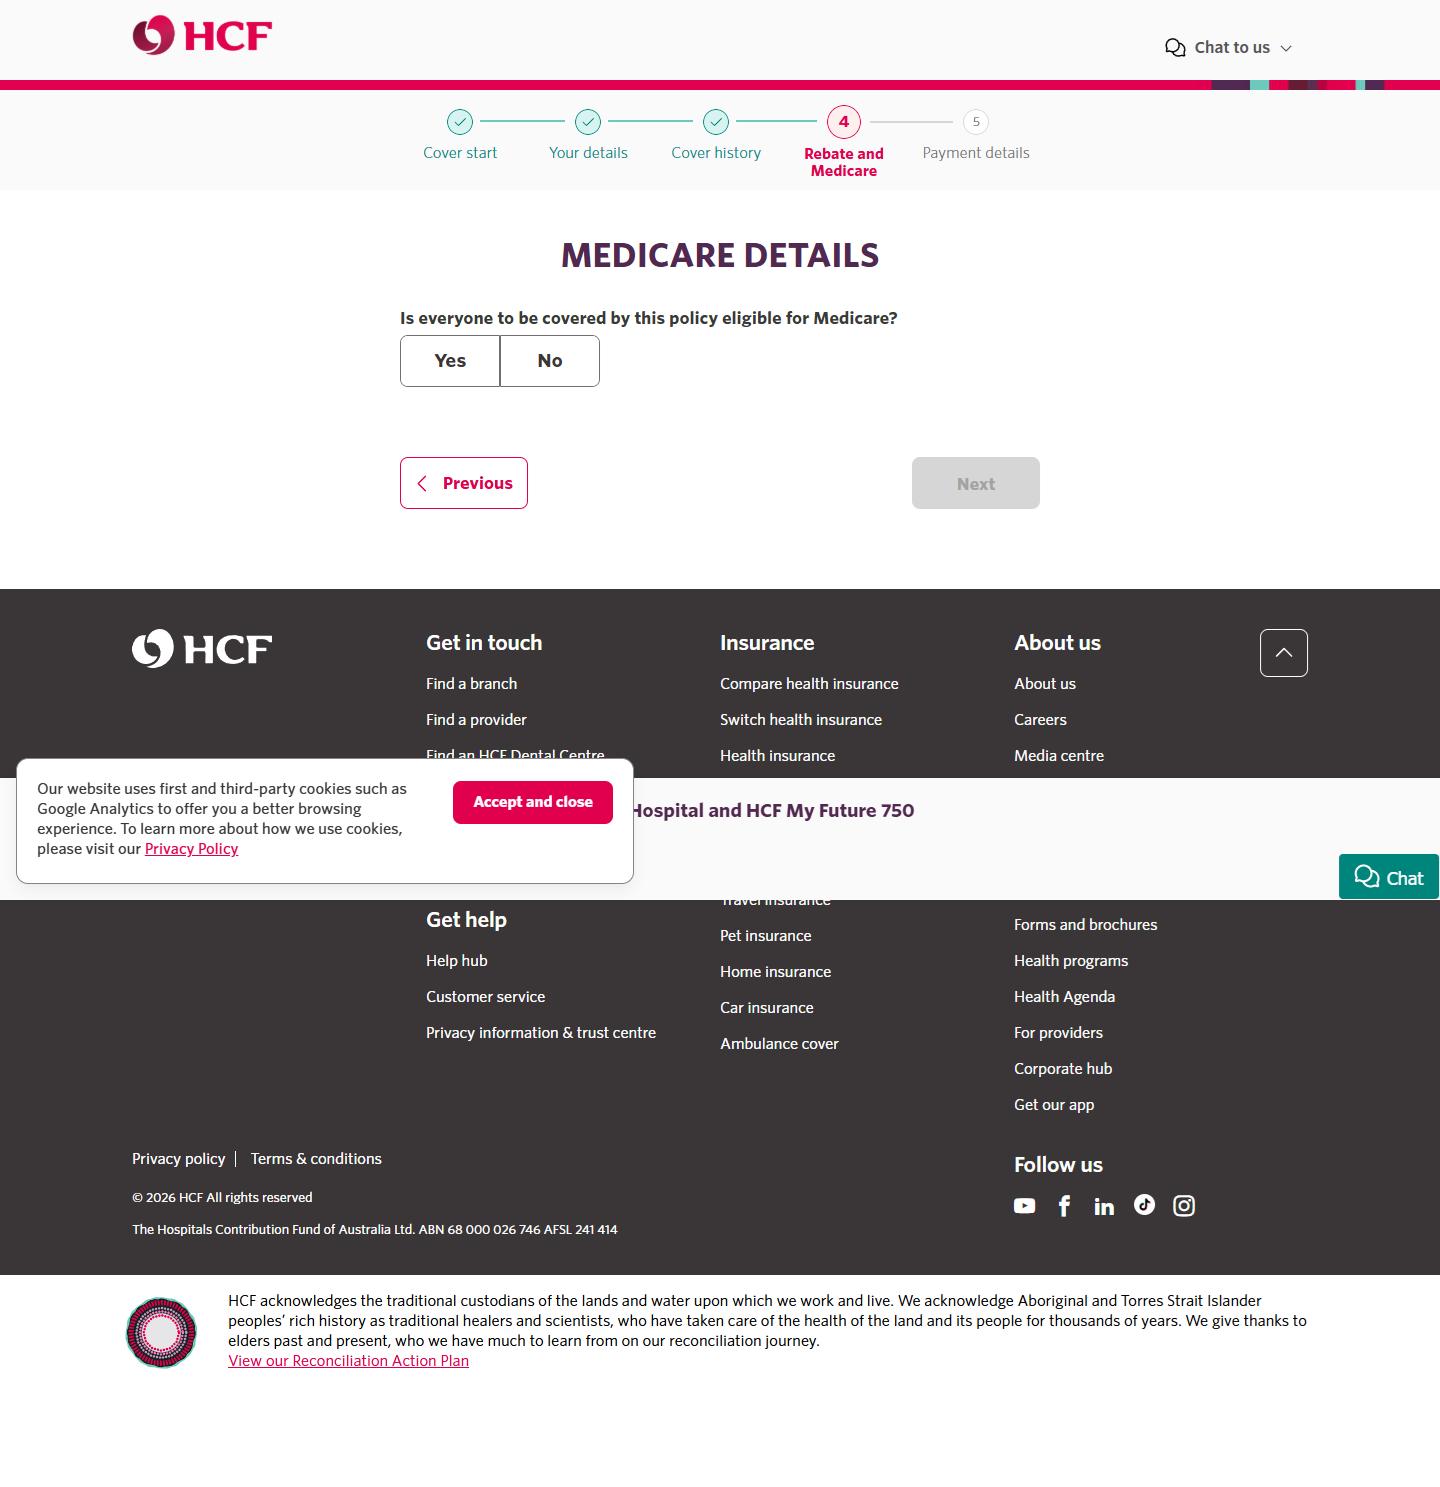 HCF
Chat to us
Cover start
Your details
Cover history
4
Rebate and
Medicare
5
Payment details
MEDICARE DETAILS
Is everyone to be covered by this policy eligible for Medicare?
Yes
No
Previous
Next
HCF
Get in touch
Find a branch
Find a provider
Find an HCF Dental Centre
Insurance
Compare health insurance
Switch health insurance
Health insurance
About us
About us
Careers
Media centre
Our website uses first and third-party cookies such as
Google Analytics to offer you a better browsing
experience. To learn more about how we use cookies,
please visit our Privacy Policy
Accept and close
Hospital and HCF My Future 750
Chat
Get help
Help hub
Customer service
Privacy information & trust centre
Travel insurance
Pet insurance
Home insurance
Car insurance
Ambulance cover
Forms and brochures
Health programs
Health Agenda
For providers
Corporate hub
Get our app
Privacy policy
Terms & conditions
© 2026 HCF All rights reserved
The Hospitals Contribution Fund of Australia Ltd. ABN 68 000 026 746 AFSL 241 414
Follow us
HCF acknowledges the traditional custodians of the lands and water upon which we work and live. We acknowledge Aboriginal and Torres Strait Islander
peoples’ rich history as traditional healers and scientists, who have taken care of the health of the land and its people for thousands of years. We give thanks to
elders past and present, who we have much to learn from on our reconciliation journey.
View our Reconciliation Action Plan